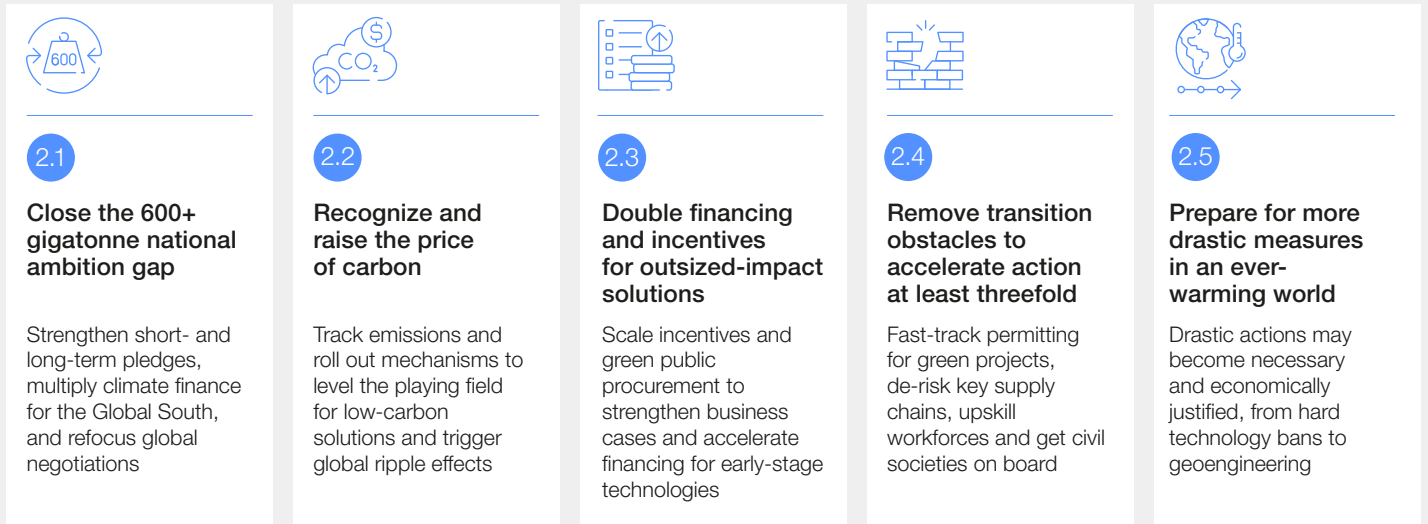 600
$
CO₂
2.1
Close the 600+
gigatonne national
ambition gap
Strengthen short- and
long-term pledges,
multiply climate finance
for the Global South,
and refocus global
negotiations
2.2
Recognize and
raise the price
of carbon
Track emissions and
roll out mechanisms to
level the playing field
for low-carbon
solutions and trigger
global ripple effects
2.3
Double financing
and incentives
for outsized-impact
solutions
Scale incentives and
green public
procurement to
strengthen business
cases and accelerate
financing for early-stage
technologies
2.4
Remove transition
obstacles to
accelerate action
at least threefold
Fast-track permitting
for green projects,
de-risk key supply
chains, upskill
workforces and get civil
societies on board
2.5
Prepare for more
drastic measures
in an ever-
warming world
Drastic actions may
become necessary
and economically
justified, from hard
technology bans to
geoengineering